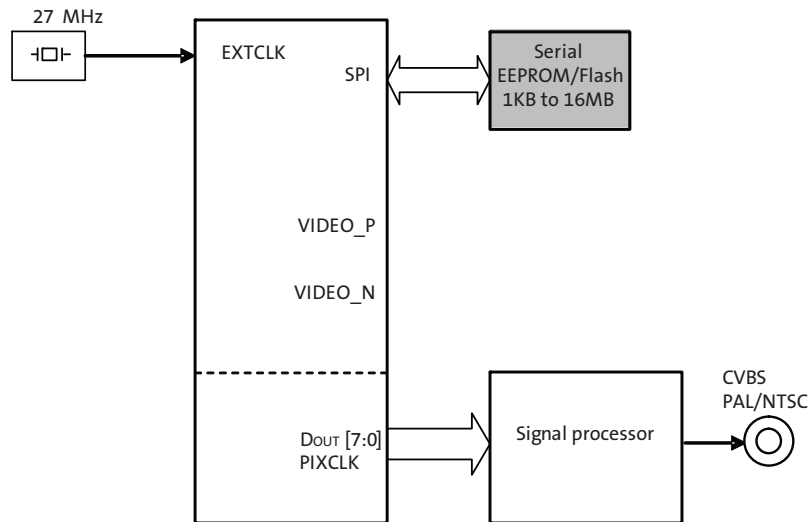 27 MHz
EXTCLK
SPI
Serial
EEPROM/Flash
1KB to 16MB
VIDEO_P
VIDEO_N
DOUT [7:0]
PIXCLK
Signal processor
CVBS
PAL/NTSC